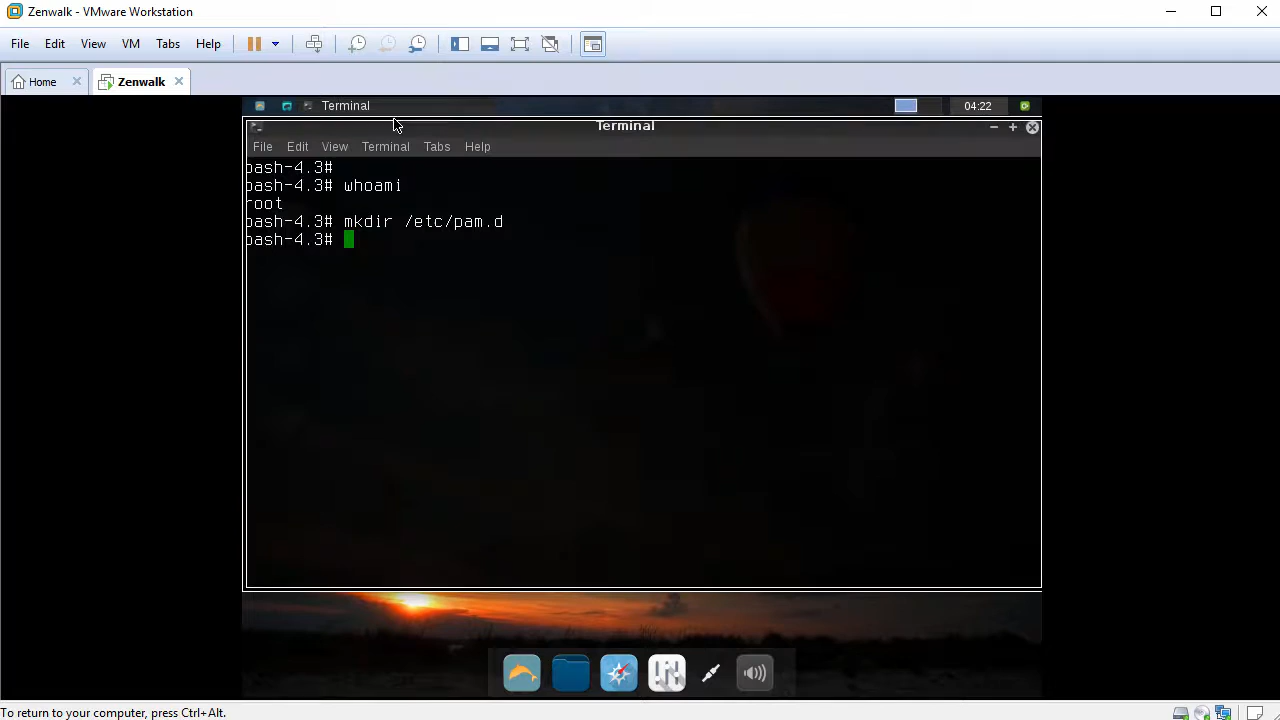 Zenwalk - VMware Workstation
File Edit View VM Tabs Help
Home Zenwalk
Terminal 04:22
Terminal
File Edit View Terminal Tabs Help
bash-4.3#
bash-4.3# whoami
root
bash-4.3# mkdir /etc/pam.d
bash-4.3#
To return to your computer, press Ctrl+Alt.